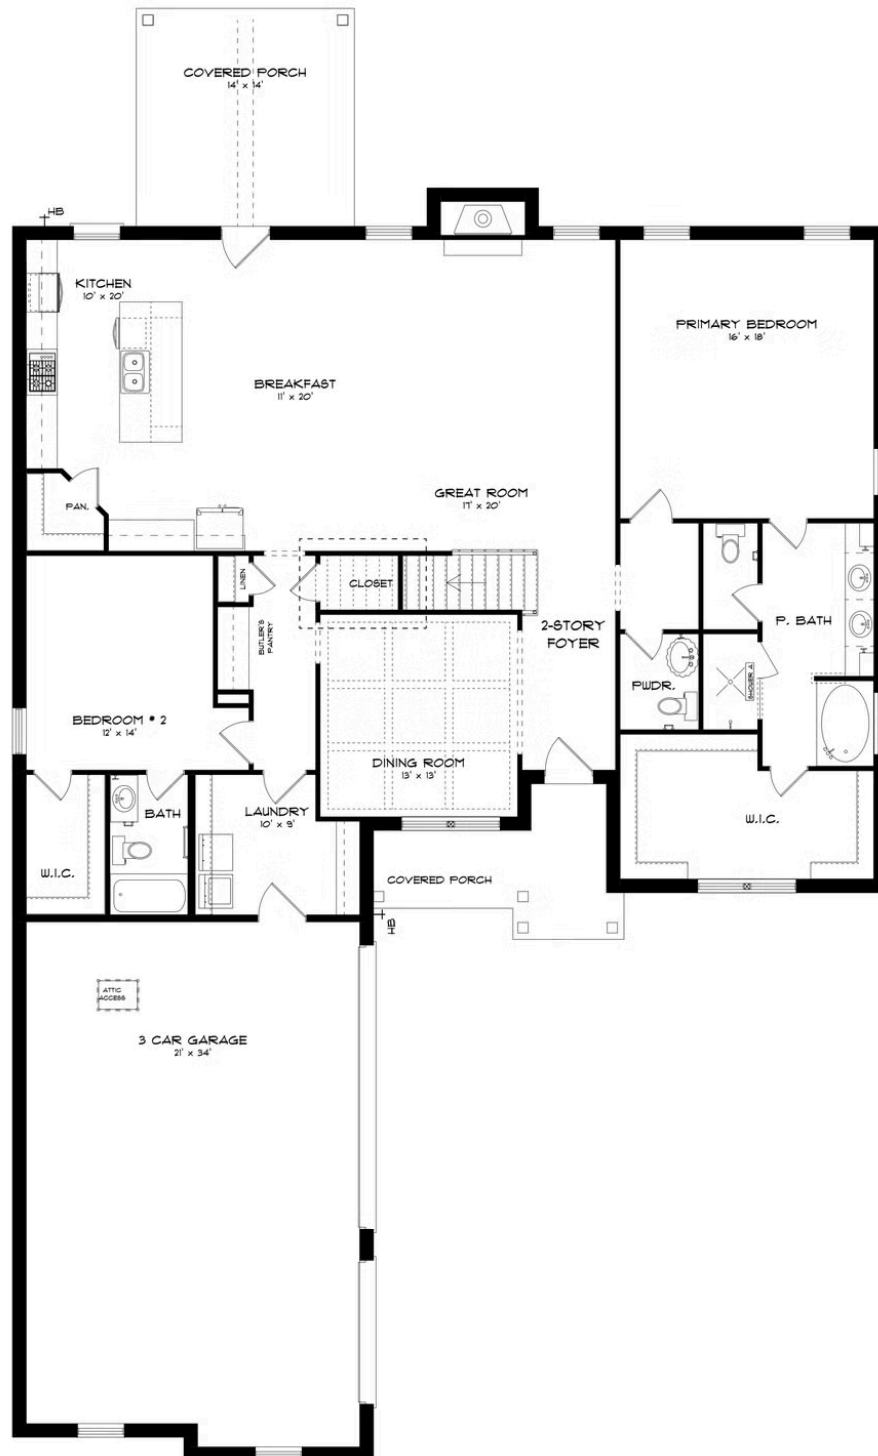 COVERED PORCH
14' x 14'
HB
KITCHEN
10' x 20'
PRIMARY BEDROOM
16' x 18'
BREAKFAST
11' x 20'
GREAT ROOM
17' x 20'
PAN.
LINEN
CLOSET
BUTLER'S
PANTRY
2-STORY
FOYER
P. BATH
SHOWER
PWDR.
BEDROOM # 2
12' x 14'
DINING ROOM
13' x 13'
BATH
LAUNDRY
10' x 9'
W.I.C.
W.I.C.
COVERED PORCH
HB
ATTIC
ACCESS
3 CAR GARAGE
21' x 34'